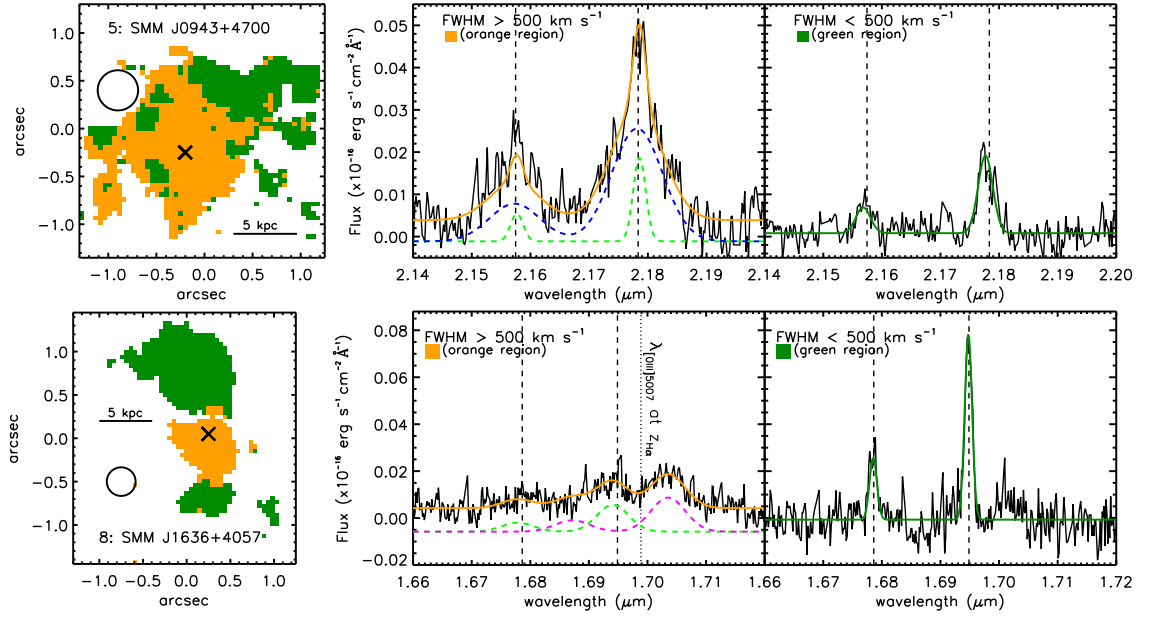 5: SMM J0943+4700
1.0
0.5
0.0
−0.5
−1.0
arcsec
5 kpc
−1.0 −0.5 0.0 0.5 1.0
arcsec
FWHM > 500 km s⁻¹
(orange region)
0.05
0.04
0.03
0.02
0.01
0.00
Flux (x10⁻¹⁶ erg s⁻¹ cm⁻² Å⁻¹)
2.14 2.15 2.16 2.17 2.18 2.19 2.14
wavelength (μm)
FWHM < 500 km s⁻¹
(green region)
2.15 2.16 2.17 2.18 2.19 2.20
wavelength (μm)
1.0
0.5
0.0
−0.5
−1.0
arcsec
5 kpc
8: SMM J1636+4057
−1.0 −0.5 0.0 0.5 1.0
arcsec
FWHM > 500 km s⁻¹
(orange region)
λ[OIII]5007 at zHα
0.08
0.06
0.04
0.02
0.00
−0.02
Flux (x10⁻¹⁶ erg s⁻¹ cm⁻² Å⁻¹)
1.66 1.67 1.68 1.69 1.70 1.71 1.66
wavelength (μm)
FWHM < 500 km s⁻¹
(green region)
1.67 1.68 1.69 1.70 1.71 1.72
wavelength (μm)